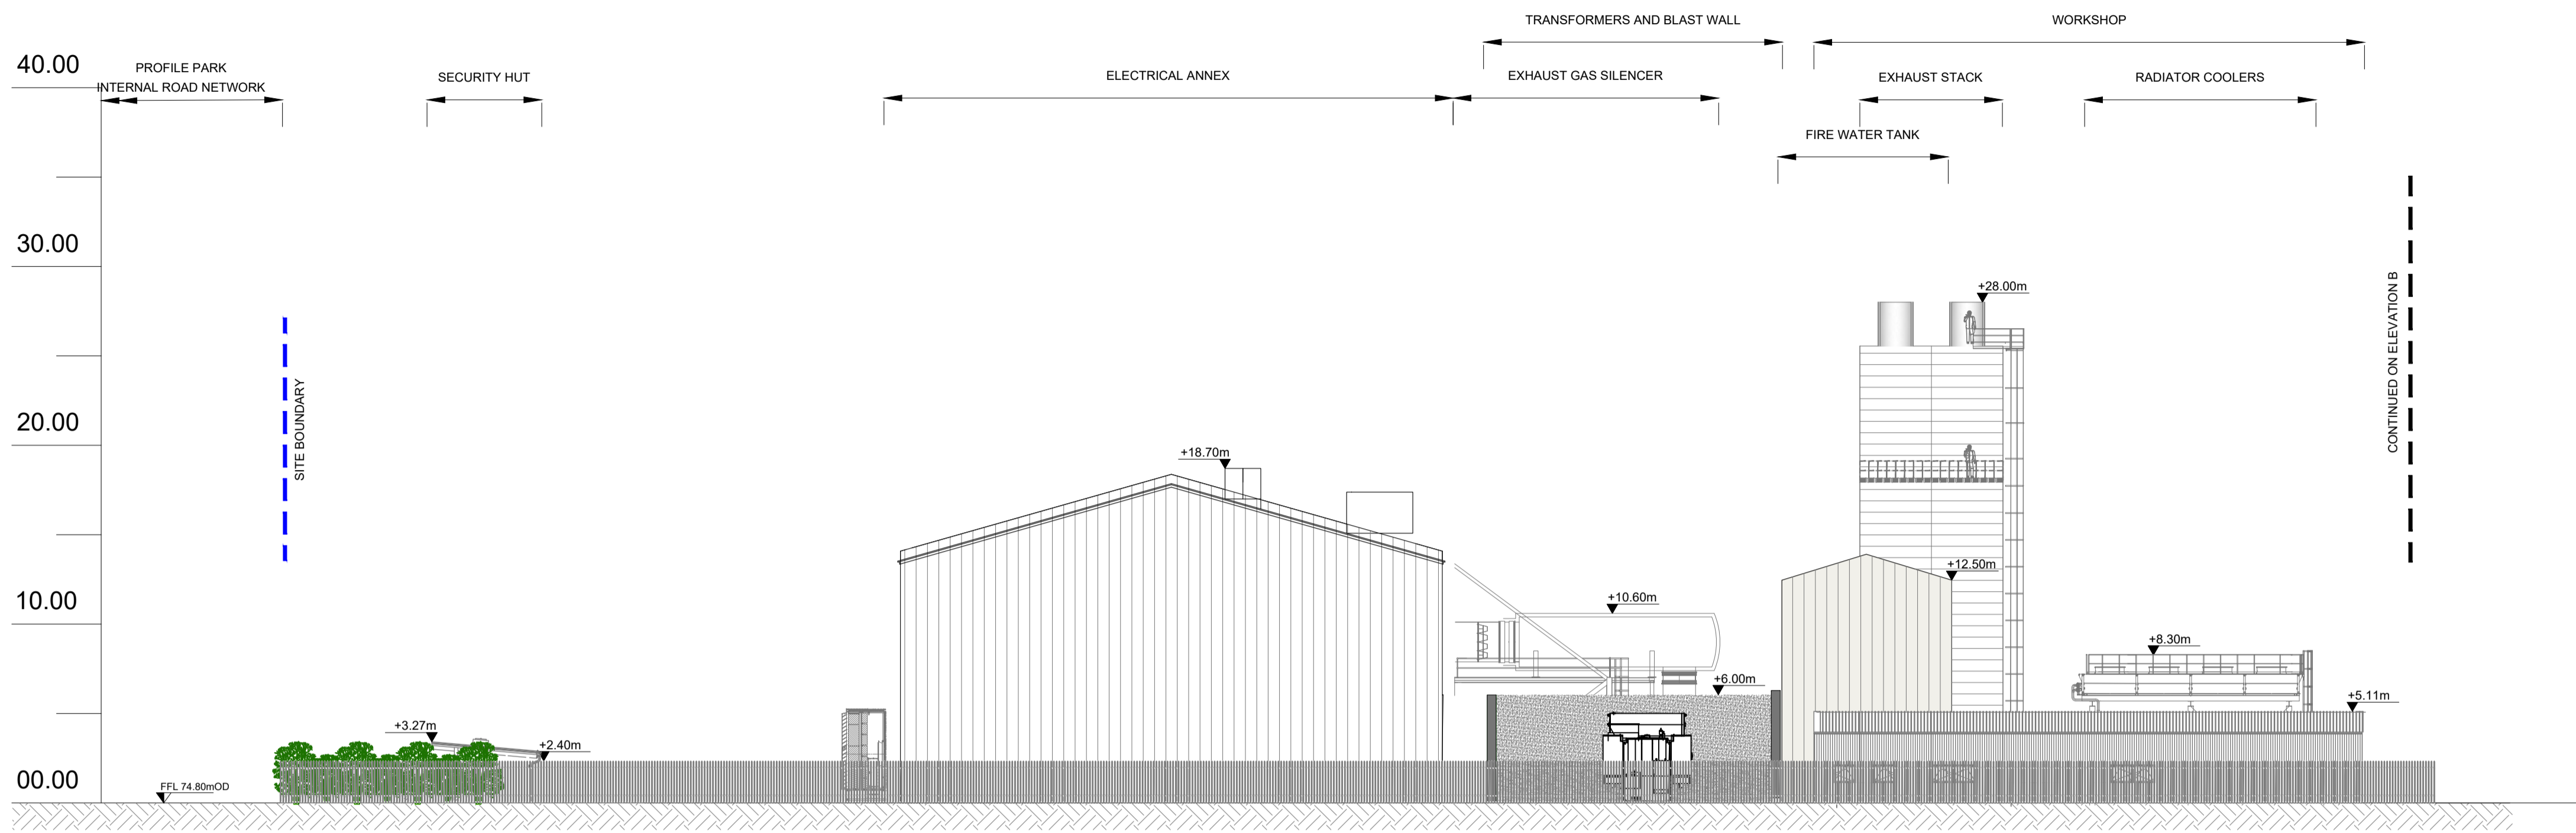 TRANSFORMERS AND BLAST WALL
WORKSHOP
40.00
PROFILE PARK
INTERNAL ROAD NETWORK
SECURITY HUT
ELECTRICAL ANNEX
EXHAUST GAS SILENCER
EXHAUST STACK
RADIATOR COOLERS
FIRE WATER TANK
30.00
+28.00m
CONTINUED ON ELEVATION B
20.00
SITE BOUNDARY
+18.70m
+12.50m
10.00
+10.60m
+8.30m
+6.00m
+5.11m
+3.27m
+2.40m
00.00
FFL 74.80mOD